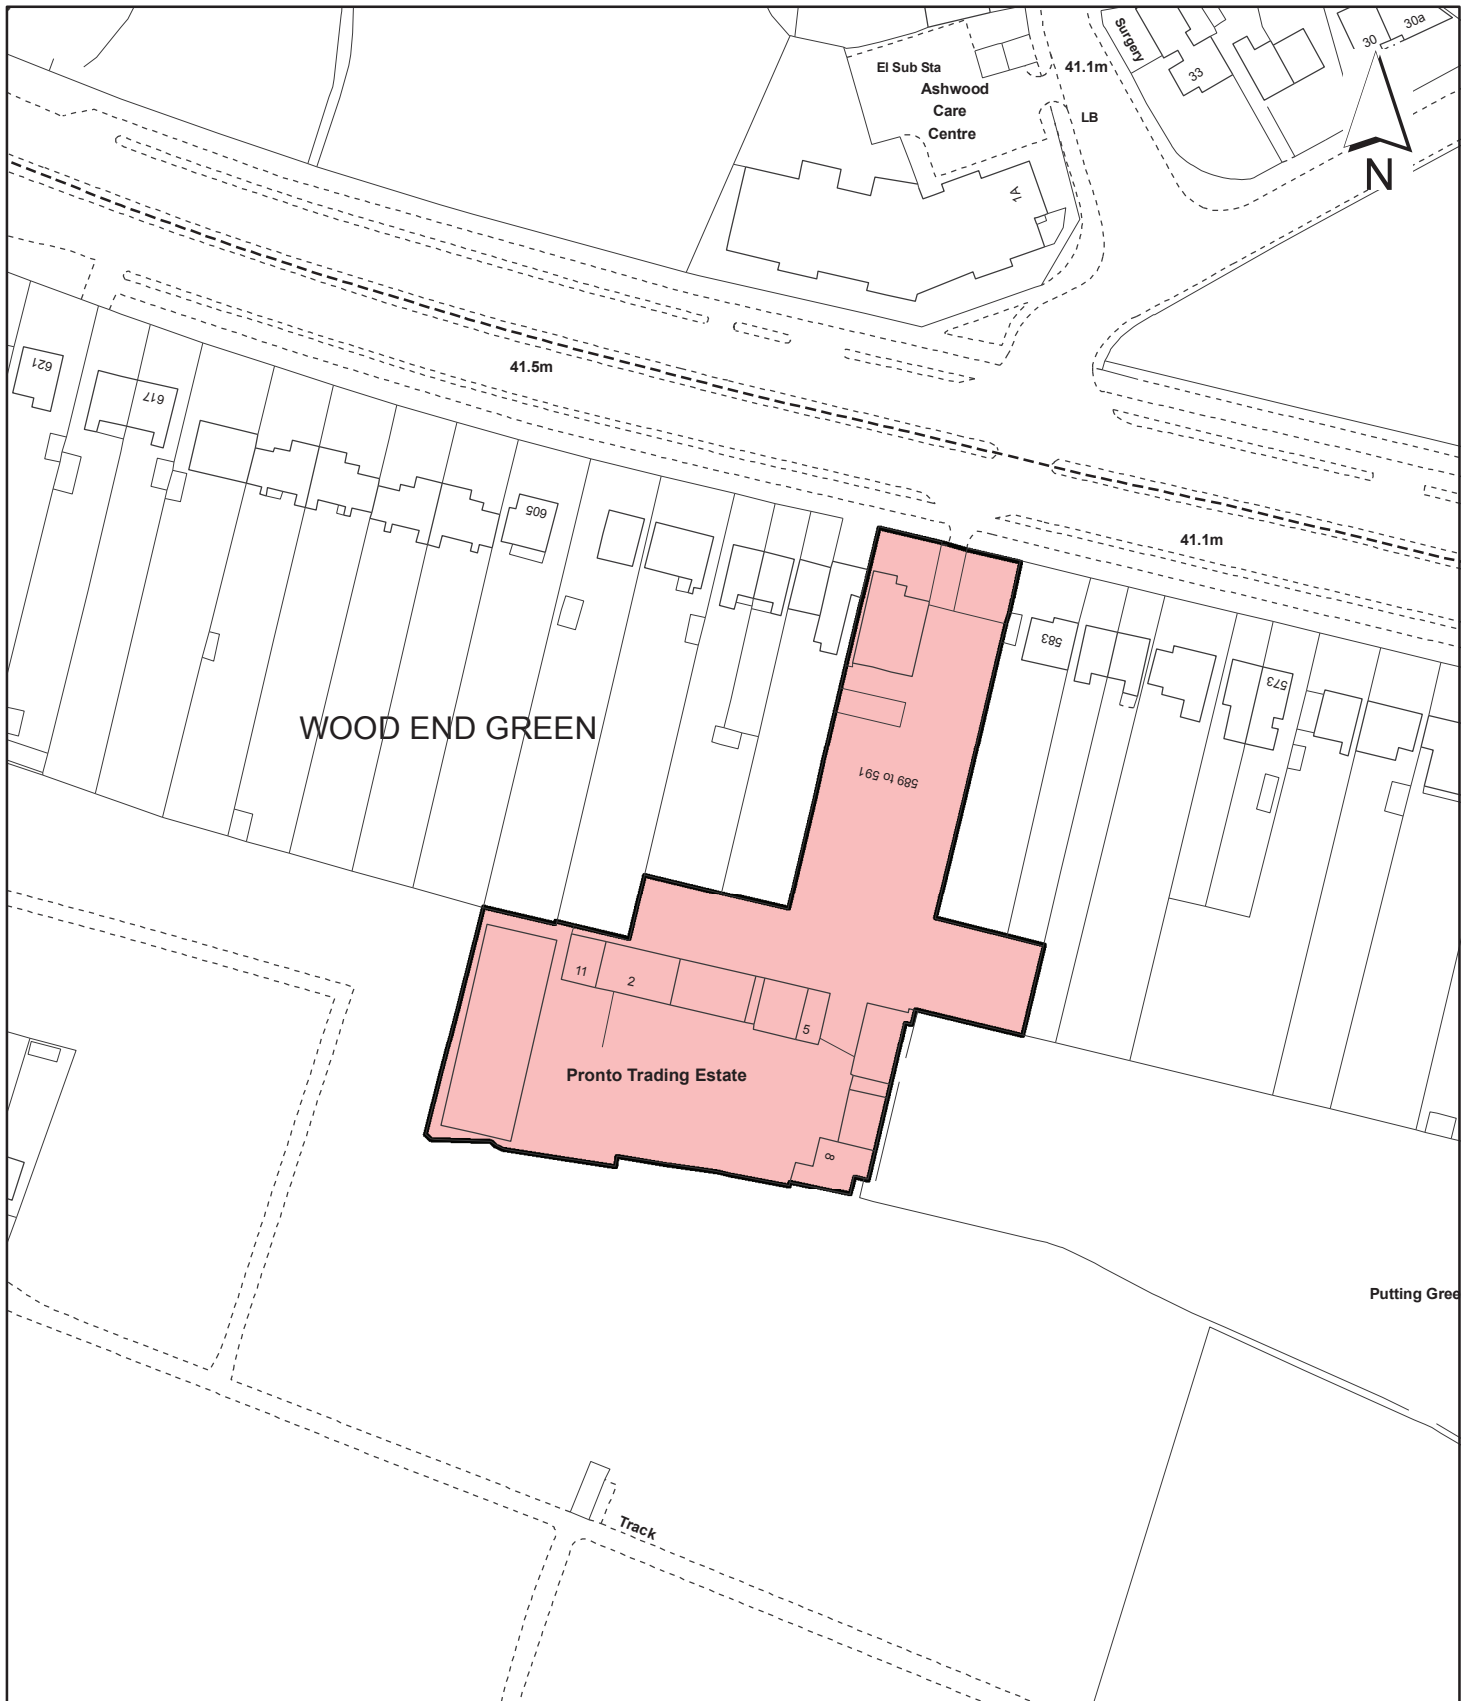 Surgery
30
30a
33
El Sub Sta
41.1m
Ashwood
Care
Centre
LB
N
1A
41.5m
621
617
605
41.1m
583
573
WOOD END GREEN
589 to 591
11
2
5
Pronto Trading Estate
8
Putting Gree
Track